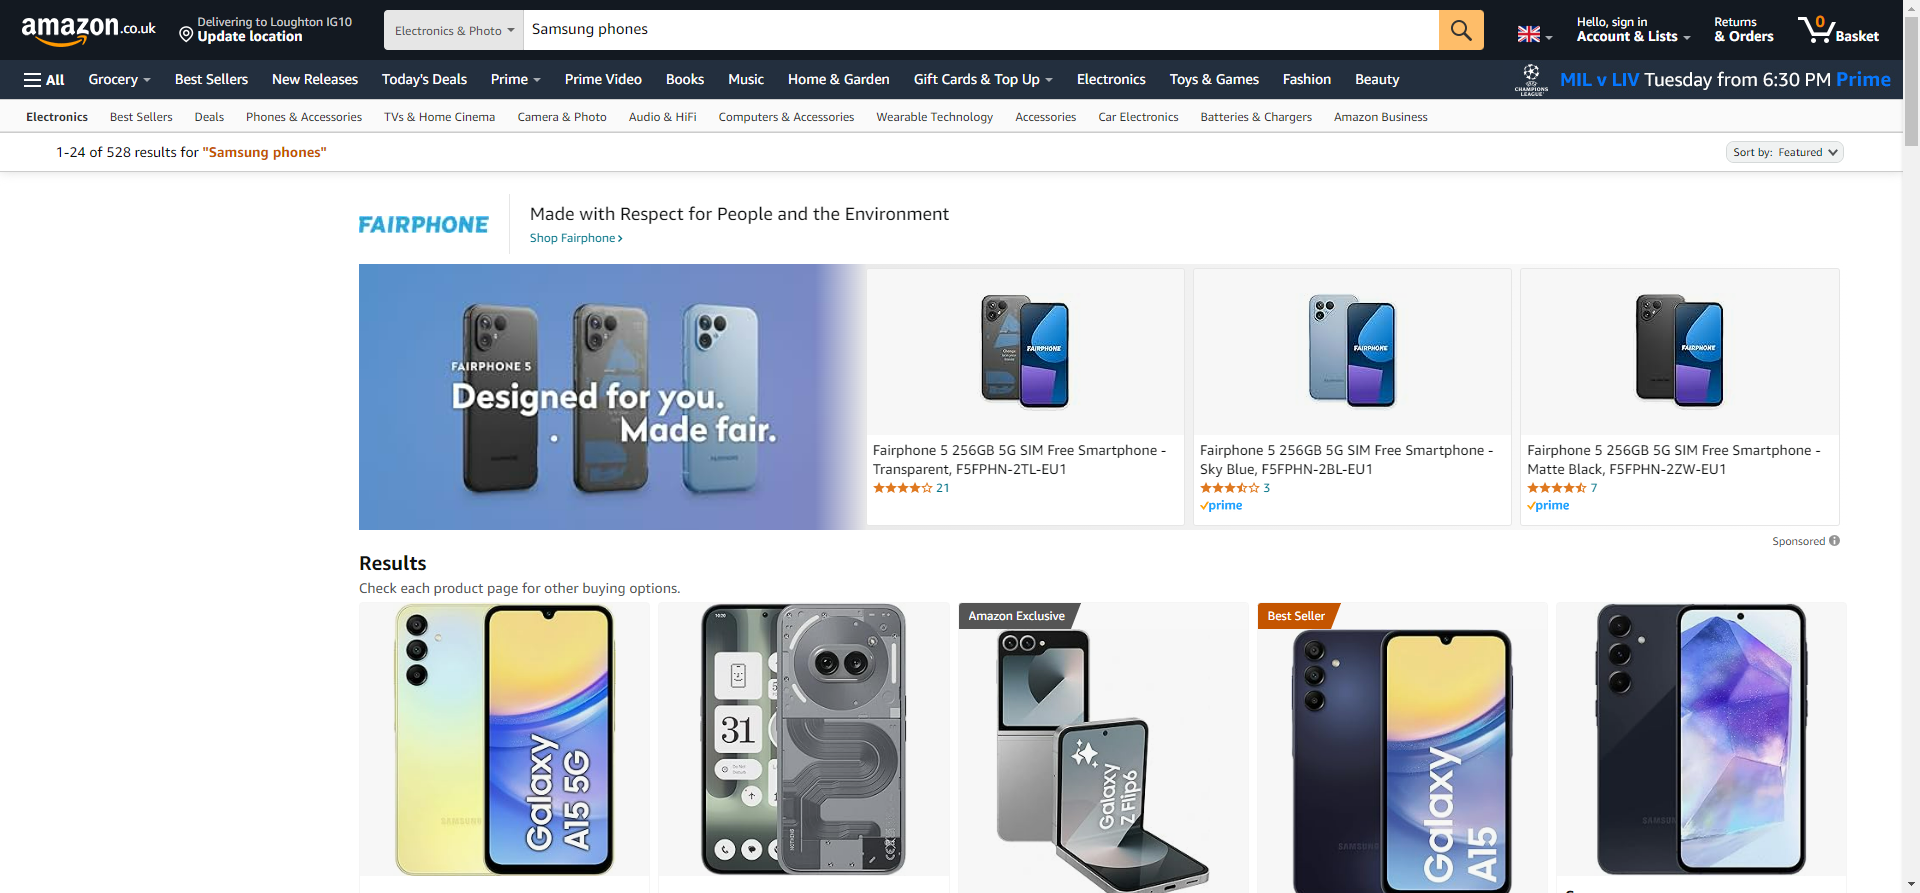 amazon.co.uk
Delivering to Loughton IG10
Update location
Electronics & Photo
Samsung phones
Hello, sign in
Account & Lists
Returns
& Orders
0
Basket
All
Grocery
Best Sellers
New Releases
Today's Deals
Prime
Prime Video
Books
Music
Home & Garden
Gift Cards & Top Up
Electronics
Toys & Games
Fashion
Beauty
CHAMPIONS
LEAGUE
MIL v LIV Tuesday from 6:30 PM Prime
Electronics
Best Sellers
Deals
Phones & Accessories
TVs & Home Cinema
Camera & Photo
Audio & HiFi
Computers & Accessories
Wearable Technology
Accessories
Car Electronics
Batteries & Chargers
Amazon Business
1-24 of 528 results for "Samsung phones"
Sort by: Featured
FAIRPHONE
Made with Respect for People and the Environment
Shop Fairphone
FAIRPHONE 5
Designed for you.
Made fair.
FAIRPHONE
FAIRPHONE
FAIRPHONE
Fairphone 5 256GB 5G SIM Free Smartphone -
Transparent, F5FPHN-2TL-EU1
21
Fairphone 5 256GB 5G SIM Free Smartphone -
Sky Blue, F5FPHN-2BL-EU1
3
prime
Fairphone 5 256GB 5G SIM Free Smartphone -
Matte Black, F5FPHN-2ZW-EU1
7
prime
Sponsored
Results
Check each product page for other buying options.
SAMSUNG
Galaxy
A15 5G
31
Amazon Exclusive
Galaxy
Z Flip6
Best Seller
SAMSUNG
Galaxy
A15
SAMSUNG